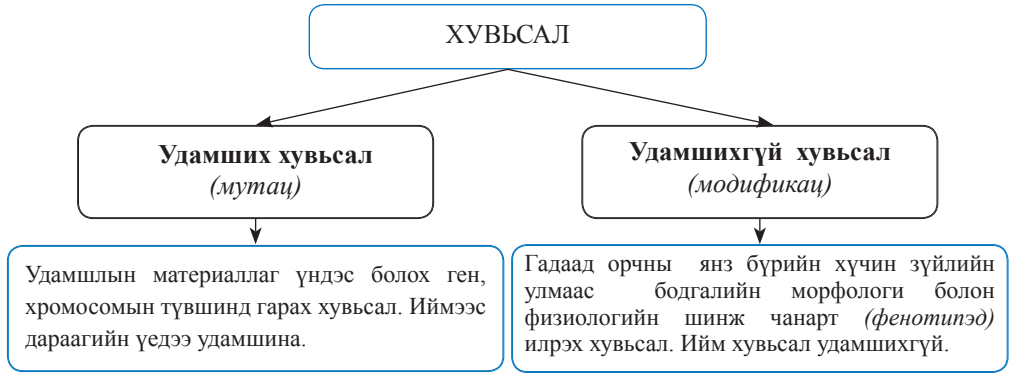 ХУВЬСАЛ
Удамших хувьсал
(мутац)
Удамшихгүй хувьсал
(модификац)
Удамшлын материаллаг үндэс болох ген,
хромосомын түвшинд гарах хувьсал. Иймээс
дараагийн үедээ удамшина.
Гадаад орчны янз бүрийн хүчин зүйлийн
улмаас бодгалийн морфологи болон
физиологийн шинж чанарт (фенотипэд)
илрэх хувьсал. Ийм хувьсал удамшихгүй.